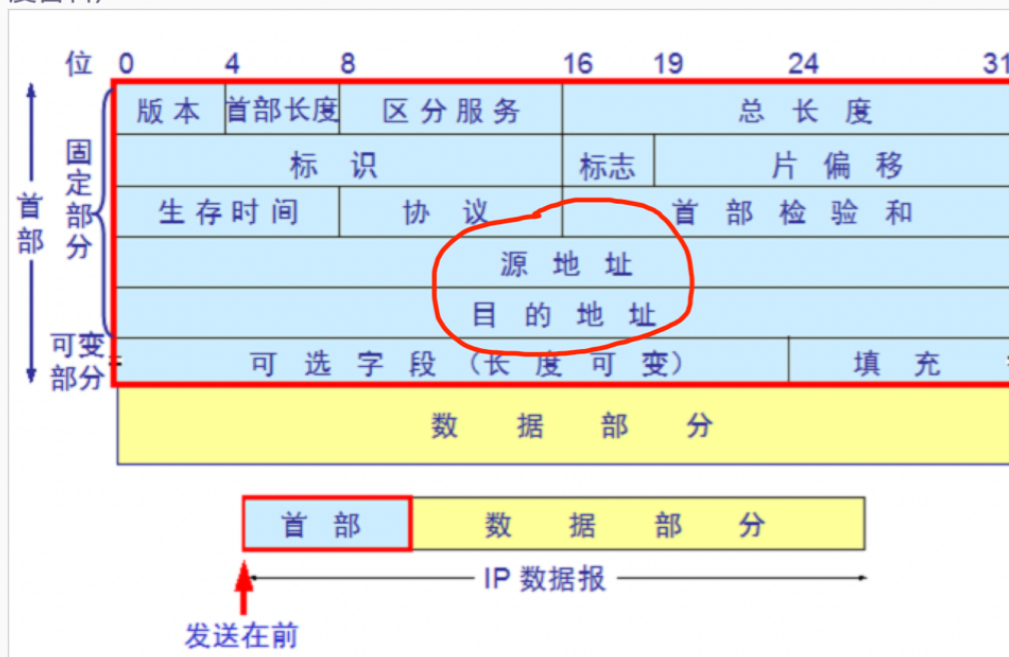 位 0 4 8 16 19 24 31
版本 首部长度 区分服务 总长度
标识 标志 片偏移
生存时间 协议 首部检验和
源地址
目的地址
可选字段(长度可变) 填充
首部
固定部分
可变部分
数据部分
首部 数据部分
IP 数据报
发送在前